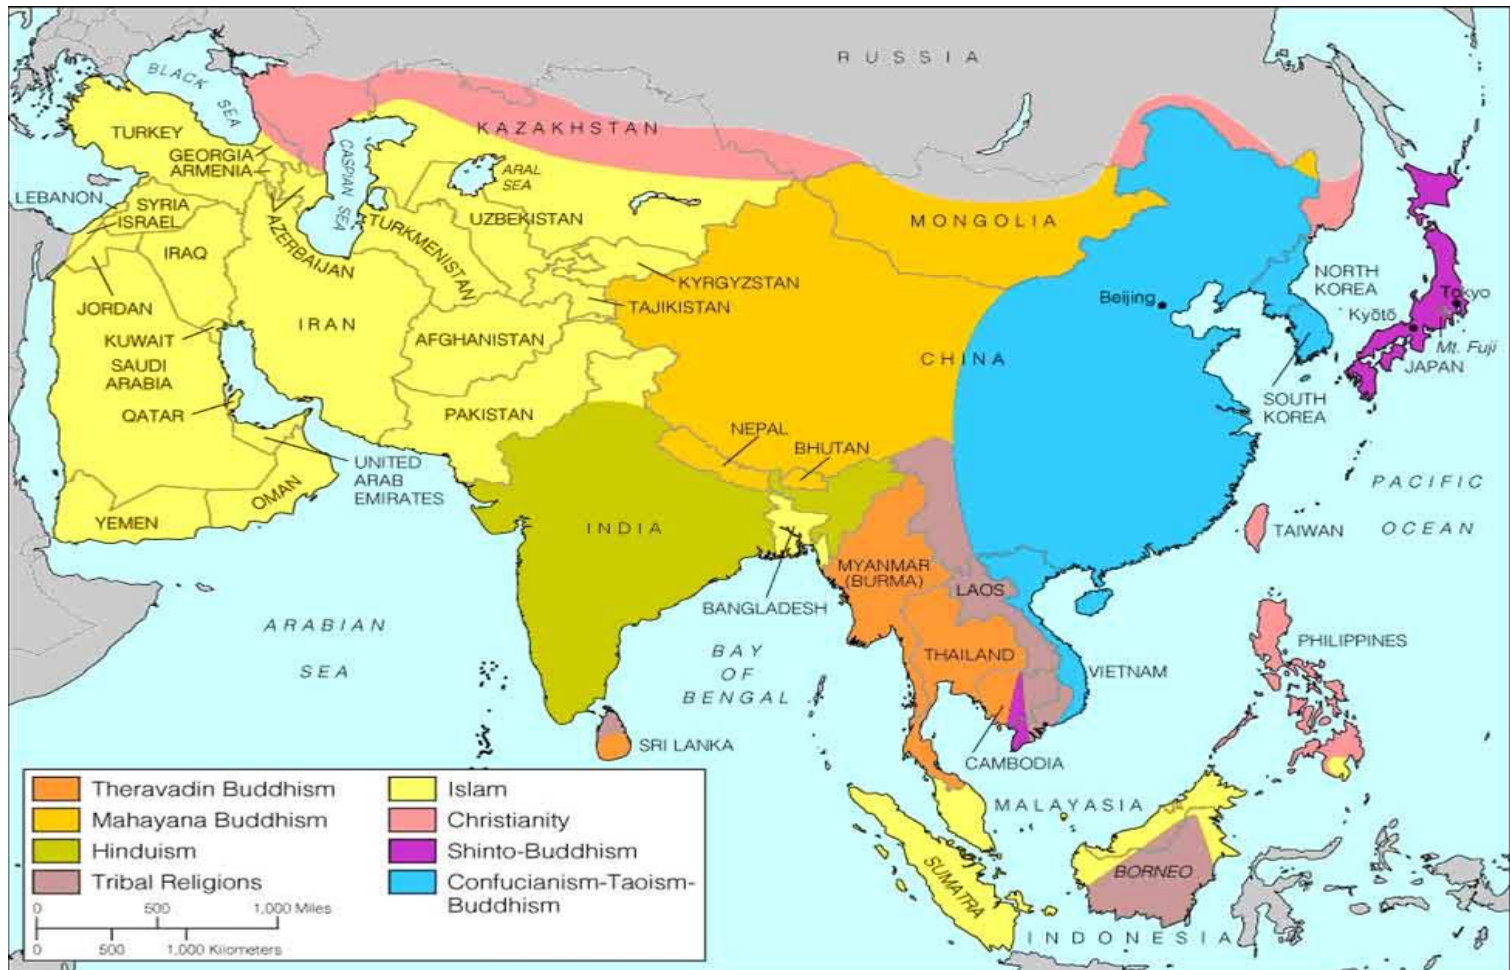 RUSSIA
BLACK
SEA
KAZAKHSTAN
TURKEY
GEORGIA
ARMENIA
CASPIAN SEA
ARAL
SEA
LEBANON
SYRIA
ISRAEL
UZBEKISTAN
MONGOLIA
IRAQ
AZERBAIJAN
TURKMENISTAN
KYRGYZSTAN
NORTH
KOREA
JORDAN
TAJIKISTAN
Beijing
Tokyo
Kyōtō
IRAN
KUWAIT
AFGHANISTAN
Mt. Fuji
CHINA
JAPAN
SAUDI
ARABIA
QATAR
PAKISTAN
SOUTH
KOREA
NEPAL
BHUTAN
UNITED
ARAB
EMIRATES
OMAN
YEMEN
PACIFIC
OCEAN
INDIA
TAIWAN
MYANMAR
(BURMA)
LAOS
BANGLADESH
ARABIAN
SEA
BAY
OF
BENGAL
THAILAND
PHILIPPINES
VIETNAM
SRI LANKA
CAMBODIA
MALAYASIA
SUMATRA
BORNEO
INDONESIA
Theravadin Buddhism
Mahayana Buddhism
Hinduism
Tribal Religions
Islam
Christianity
Shinto-Buddhism
Confucianism-Taoism-
Buddhism
0 500 1,000 Miles
0 500 1,000 Kilometers